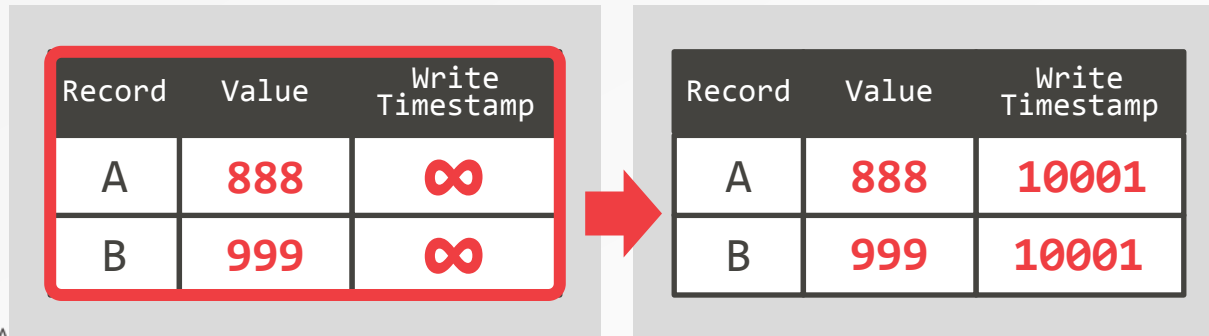 Record Value Write Timestamp
A 888 ∞
B 999 ∞
Record Value Write Timestamp
A 888 10001
B 999 10001